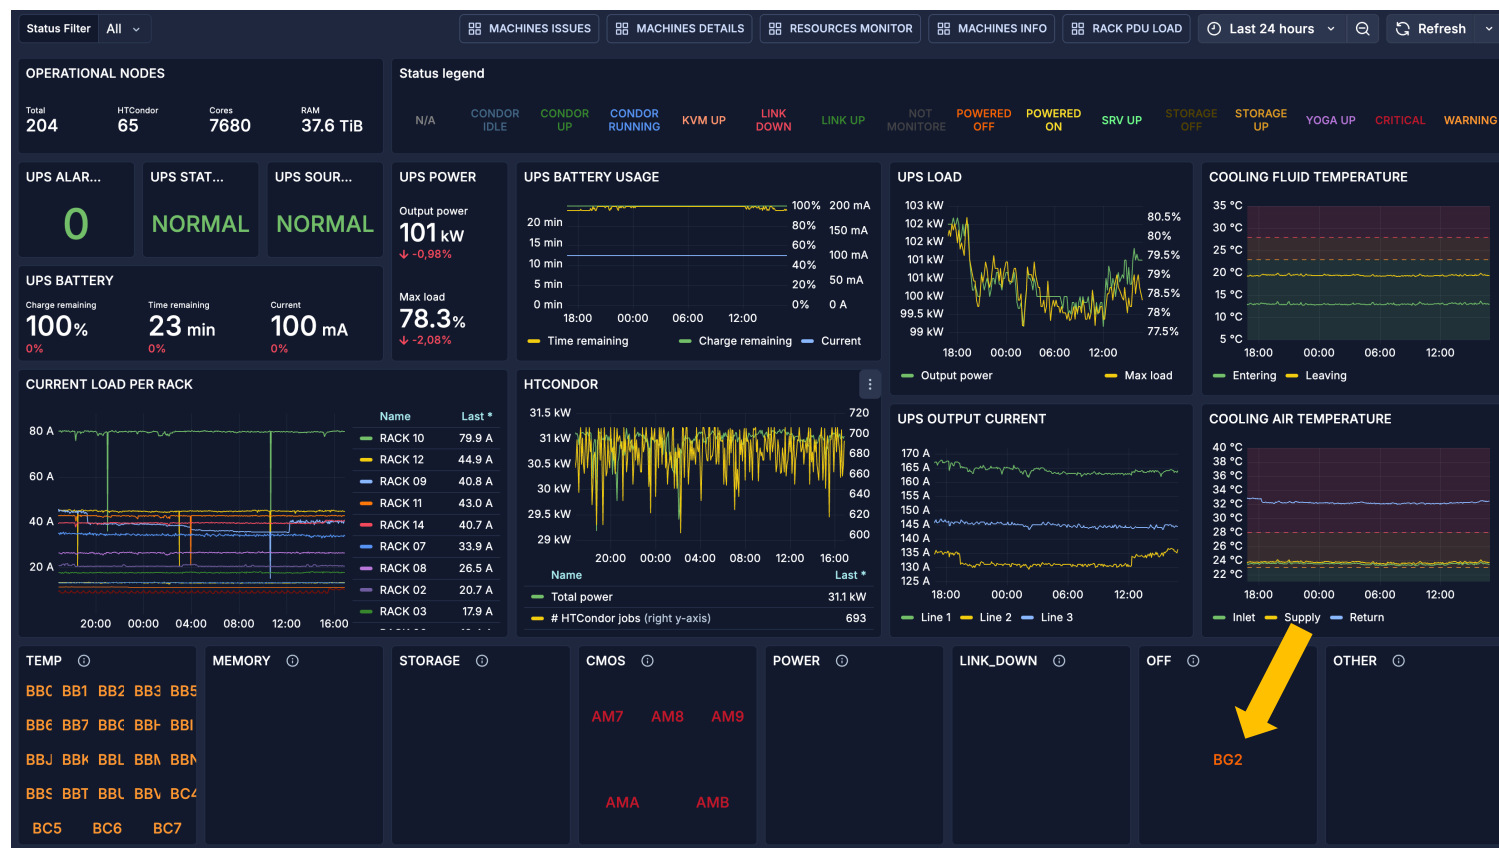 Status Filter All
MACHINES ISSUES MACHINES DETAILS RESOURCES MONITOR MACHINES INFO RACK PDU LOAD Last 24 hours Refresh
OPERATIONAL NODES
Total HTCondor Cores RAM
204 65 7680 37.6 TiB
Status legend
N/A CONDOR IDLE CONDOR UP CONDOR RUNNING KVM UP LINK DOWN LINK UP NOT MONITORE POWERED OFF POWERED ON SRV UP STORAGE OFF STORAGE UP YOGA UP CRITICAL WARNING
UPS ALAR...
0
UPS STAT...
NORMAL
UPS SOUR...
NORMAL
UPS BATTERY
Charge remaining Time remaining Current
100% 23 min 100 mA
0% 0% 0%
UPS POWER
Output power
101 kW
-0,98%
Max load
78.3%
-2,08%
UPS BATTERY USAGE
20 min
15 min
10 min
5 min
0 min
100% 200 mA
80% 150 mA
60% 100 mA
40% 50 mA
20%
0% 0 A
18:00 00:00 06:00 12:00
Time remaining Charge remaining Current
UPS LOAD
103 kW
102 kW
102 kW
101 kW
101 kW
100 kW
99.5 kW
99 kW
80.5%
80%
79.5%
79%
78.5%
78%
77.5%
18:00 00:00 06:00 12:00
Output power Max load
COOLING FLUID TEMPERATURE
35 °C
30 °C
25 °C
20 °C
15 °C
10 °C
5 °C
18:00 00:00 06:00 12:00
Entering Leaving
CURRENT LOAD PER RACK
80 A
60 A
40 A
20 A
20:00 00:00 04:00 08:00 12:00 16:00
Name Last *
RACK 10 79.9 A
RACK 12 44.9 A
RACK 09 40.8 A
RACK 11 43.0 A
RACK 14 40.7 A
RACK 07 33.9 A
RACK 08 26.5 A
RACK 02 20.7 A
RACK 03 17.9 A
HTCONDOR
31.5 kW
31 kW
30.5 kW
30 kW
29.5 kW
29 kW
720
700
680
660
640
620
600
20:00 00:00 04:00 08:00 12:00 16:00
Name Last *
Total power 31.1 kW
# HTCondor jobs (right y-axis) 693
UPS OUTPUT CURRENT
170 A
165 A
160 A
155 A
150 A
145 A
140 A
135 A
130 A
125 A
18:00 00:00 06:00 12:00
Line 1 Line 2 Line 3
COOLING AIR TEMPERATURE
40 °C
38 °C
36 °C
34 °C
32 °C
30 °C
28 °C
26 °C
24 °C
22 °C
18:00 00:00 06:00 12:00
Inlet Supply Return
TEMP
BB1 BB2 BB3 BB5
BB6 BB7
BC5 BC6 BC7
MEMORY
STORAGE
CMOS
AM7 AM8 AM9
AMA AMB
POWER
LINK_DOWN
OFF
BG2
OTHER